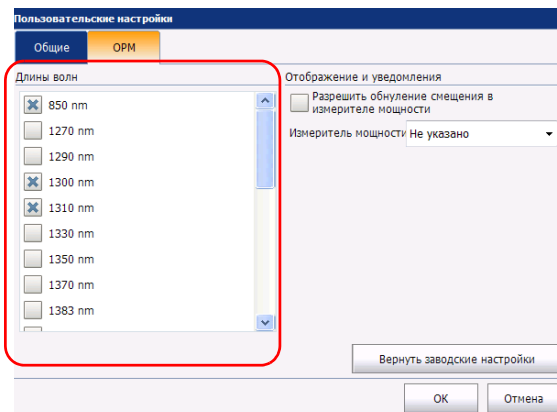 Пользовательские настройки
Общие
OPM
Длины волн
850 nm
1270 nm
1290 nm
1300 nm
1310 nm
1330 nm
1350 nm
1370 nm
1383 nm
Отображение и уведомления
Разрешить обнуление смещения в
измерителе мощности
Измеритель мощности Не указано
Вернуть заводские настройки
OK
Отмена